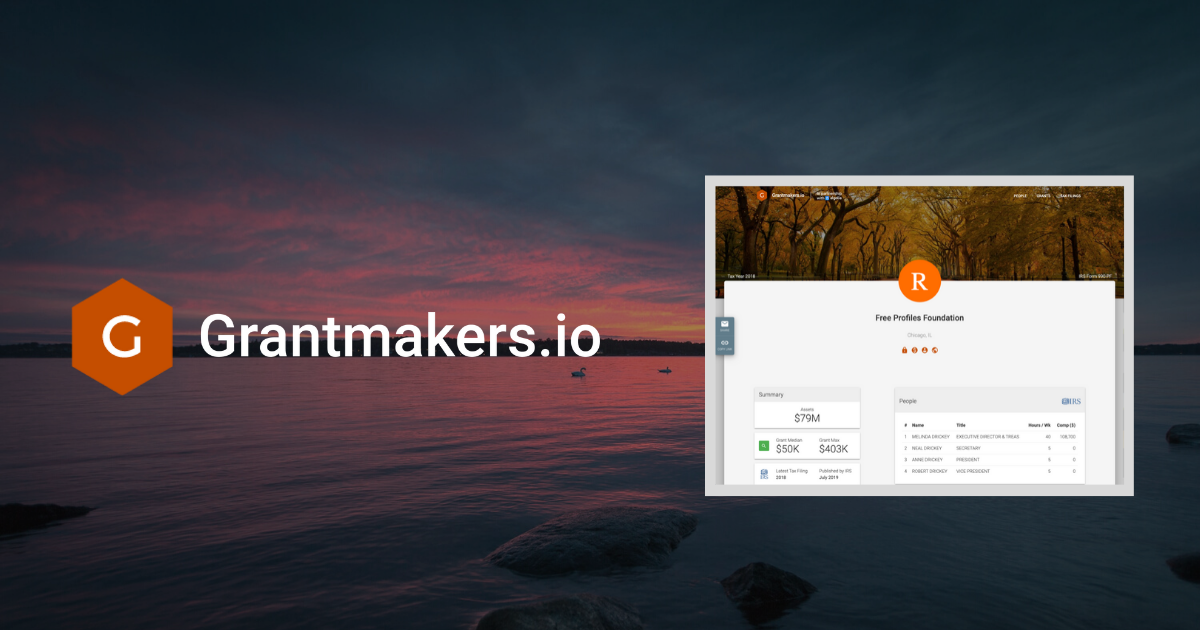 G
Grantmakers.io
G Grantmakers.io
PEOPLE GRANTS TAX FILINGS
Tax Year 2018
IRS Form 990-PF
R
Free Profiles Foundation
Chicago, IL
Summary
Assets
$79M
Grant Median Grant Max
$50K $403K
IRS Latest Tax Filing Published by IRS
2018 July 2019
People IRS
# Name Title Hours / Wk Comp ($)
1 MELINDA DRICKEY EXECUTIVE DIRECTOR & TREAS 40 108,700
2 NEAL DRICKEY SECRETARY 5 0
3 ANNE DRICKEY PRESIDENT 5 0
4 ROBERT DRICKEY VICE PRESIDENT 5 0